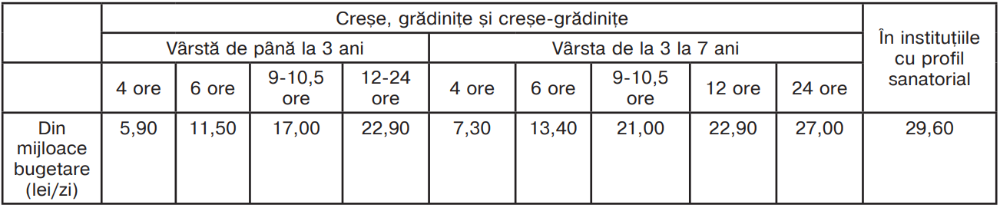 Creșe, grădinițe și creșe-grădinițe
În instituțiile
cu profil
sanatorial
Vârstă de până la 3 ani
Vârsta de la 3 la 7 ani
4 ore
6 ore
9-10,5
ore
12-24
ore
4 ore
6 ore
9-10,5
ore
12 ore
24 ore
Din
mijloace
bugetare
(lei/zi)
5,90
11,50
17,00
22,90
7,30
13,40
21,00
22,90
27,00
29,60